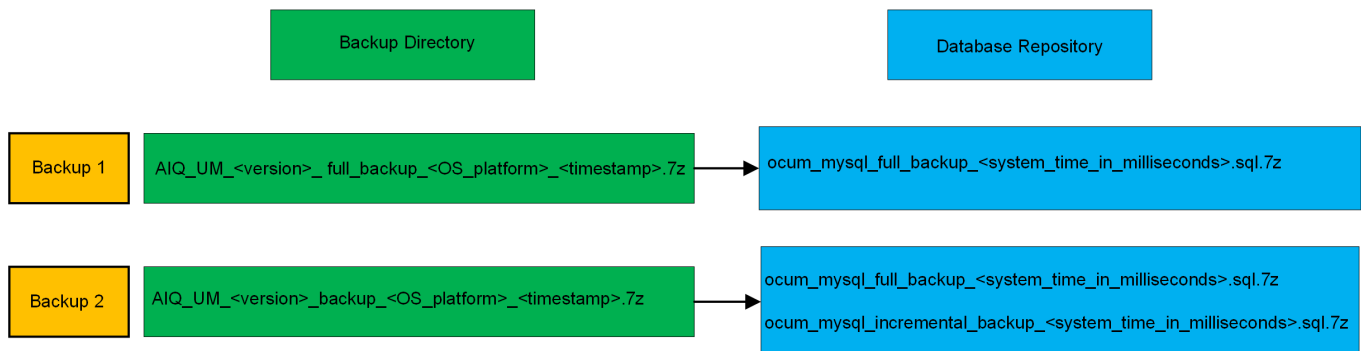 Backup Directory
Database Repository
Backup 1
AIQ_UM_<version>_ full_backup_<OS_platform>_<timestamp>.7z
ocum_mysql_full_backup_<system_time_in_milliseconds>.sql.7z
Backup 2
AIQ_UM_<version>_backup_<OS_platform>_<timestamp>.7z
ocum_mysql_full_backup_<system_time_in_milliseconds>.sql.7z
ocum_mysql_incremental_backup_<system_time_in_milliseconds>.sql.7z